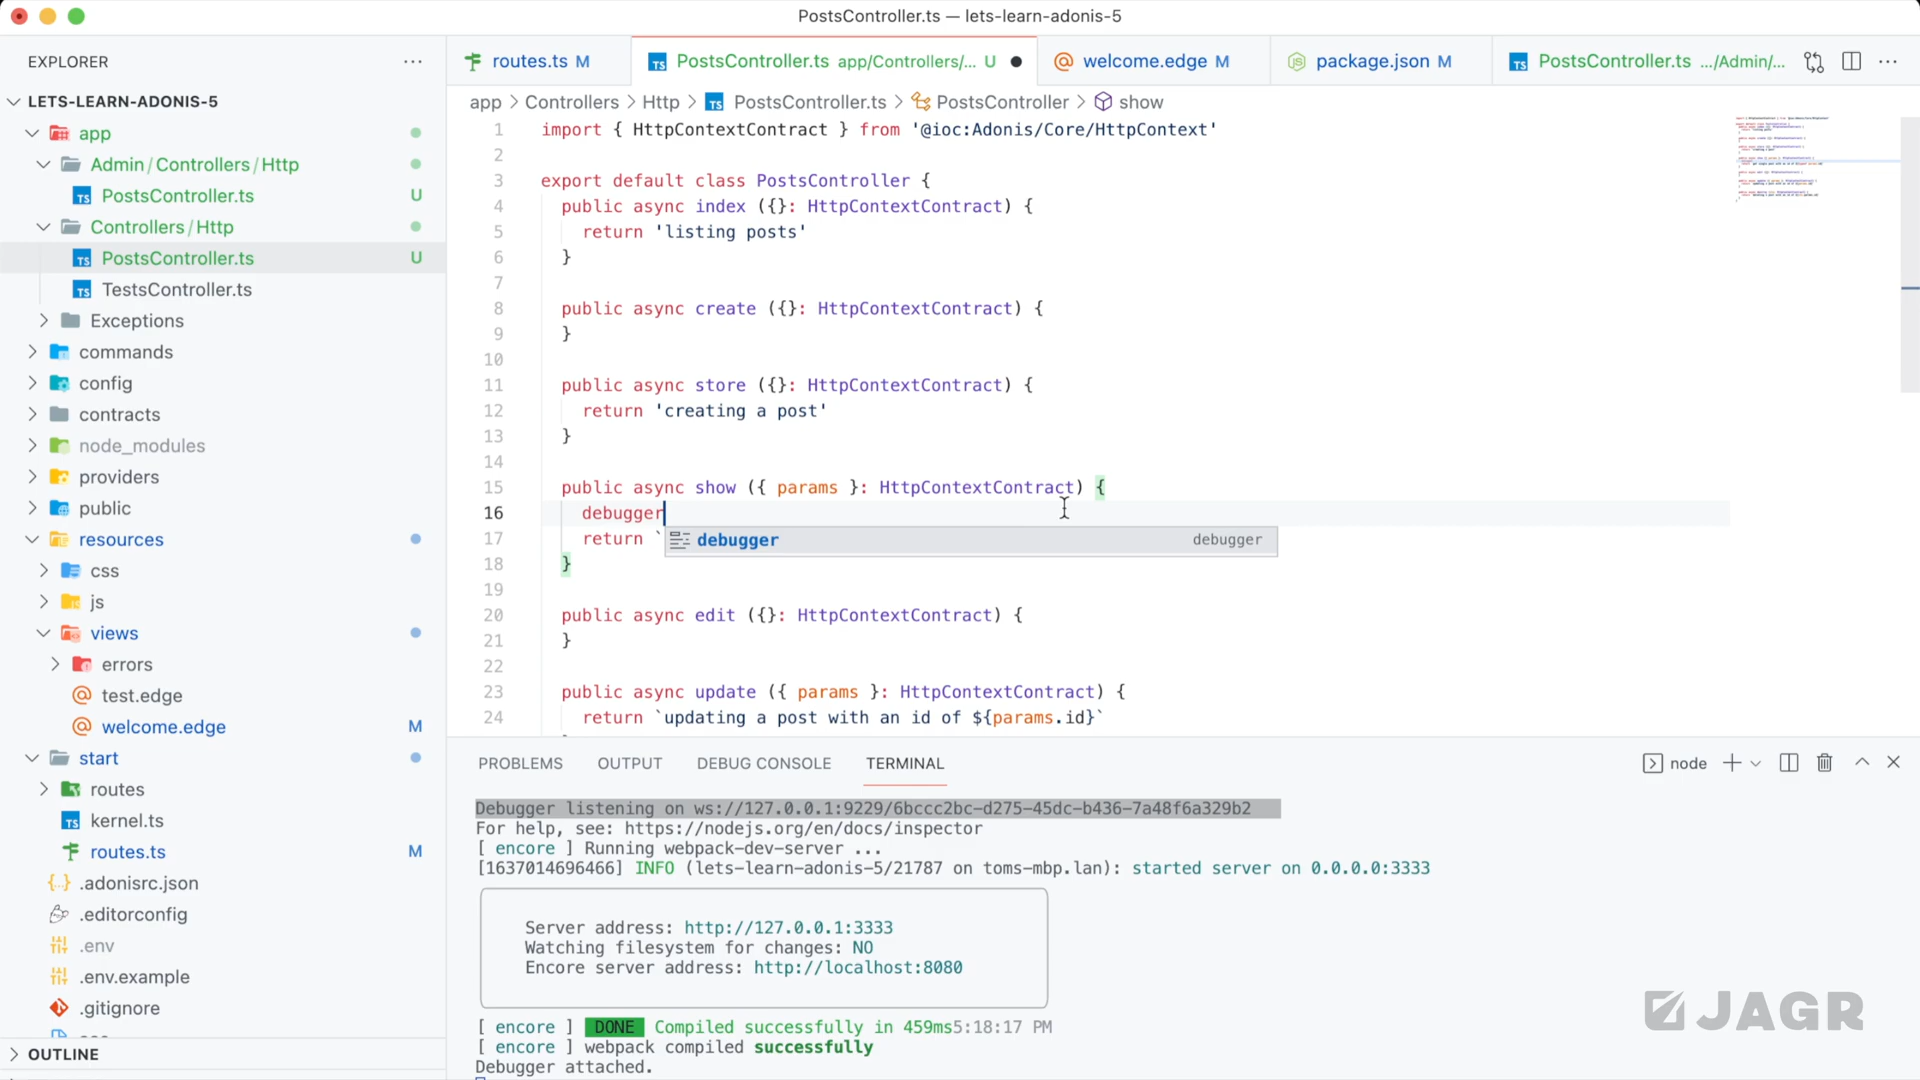 PostsController.ts — lets-learn-adonis-5
EXPLORER
LETS-LEARN-ADONIS-5
app
Admin/Controllers/Http
PostsController.ts U
Controllers/Http
PostsController.ts U
TestsController.ts
Exceptions
commands
config
contracts
node_modules
providers
public
resources
css
js
views
errors
test.edge
welcome.edge M
start
routes
kernel.ts
routes.ts M
.adonisrc.json
.editorconfig
.env
.env.example
.gitignore
OUTLINE
routes.ts M
PostsController.ts app/Controllers/... U
welcome.edge M
package.json M
PostsController.ts .../Admin/...
app > Controllers > Http > PostsController.ts > PostsController > show
1 import { HttpContextContract } from '@ioc:Adonis/Core/HttpContext'
2
3 export default class PostsController {
4 public async index ({}: HttpContextContract) {
5 return 'listing posts'
6 }
7
8 public async create ({}: HttpContextContract) {
9 }
10
11 public async store ({}: HttpContextContract) {
12 return 'creating a post'
13 }
14
15 public async show ({ params }: HttpContextContract) {
16 debugger
17 return `
debugger debugger
18 }
19
20 public async edit ({}: HttpContextContract) {
21 }
22
23 public async update ({ params }: HttpContextContract) {
24 return `updating a post with an id of ${params.id}`
PROBLEMS OUTPUT DEBUG CONSOLE TERMINAL
node
Debugger listening on ws://127.0.0.1:9229/6bccc2bc-d275-45dc-b436-7a48f6a329b2
For help, see: https://nodejs.org/en/docs/inspector
[ encore ] Running webpack-dev-server ...
[1637014696466] INFO (lets-learn-adonis-5/21787 on toms-mbp.lan): started server on 0.0.0.0:3333
Server address: http://127.0.0.1:3333
Watching filesystem for changes: NO
Encore server address: http://localhost:8080
[ encore ] DONE Compiled successfully in 459ms5:18:17 PM
[ encore ] webpack compiled successfully
Debugger attached.
JAGR